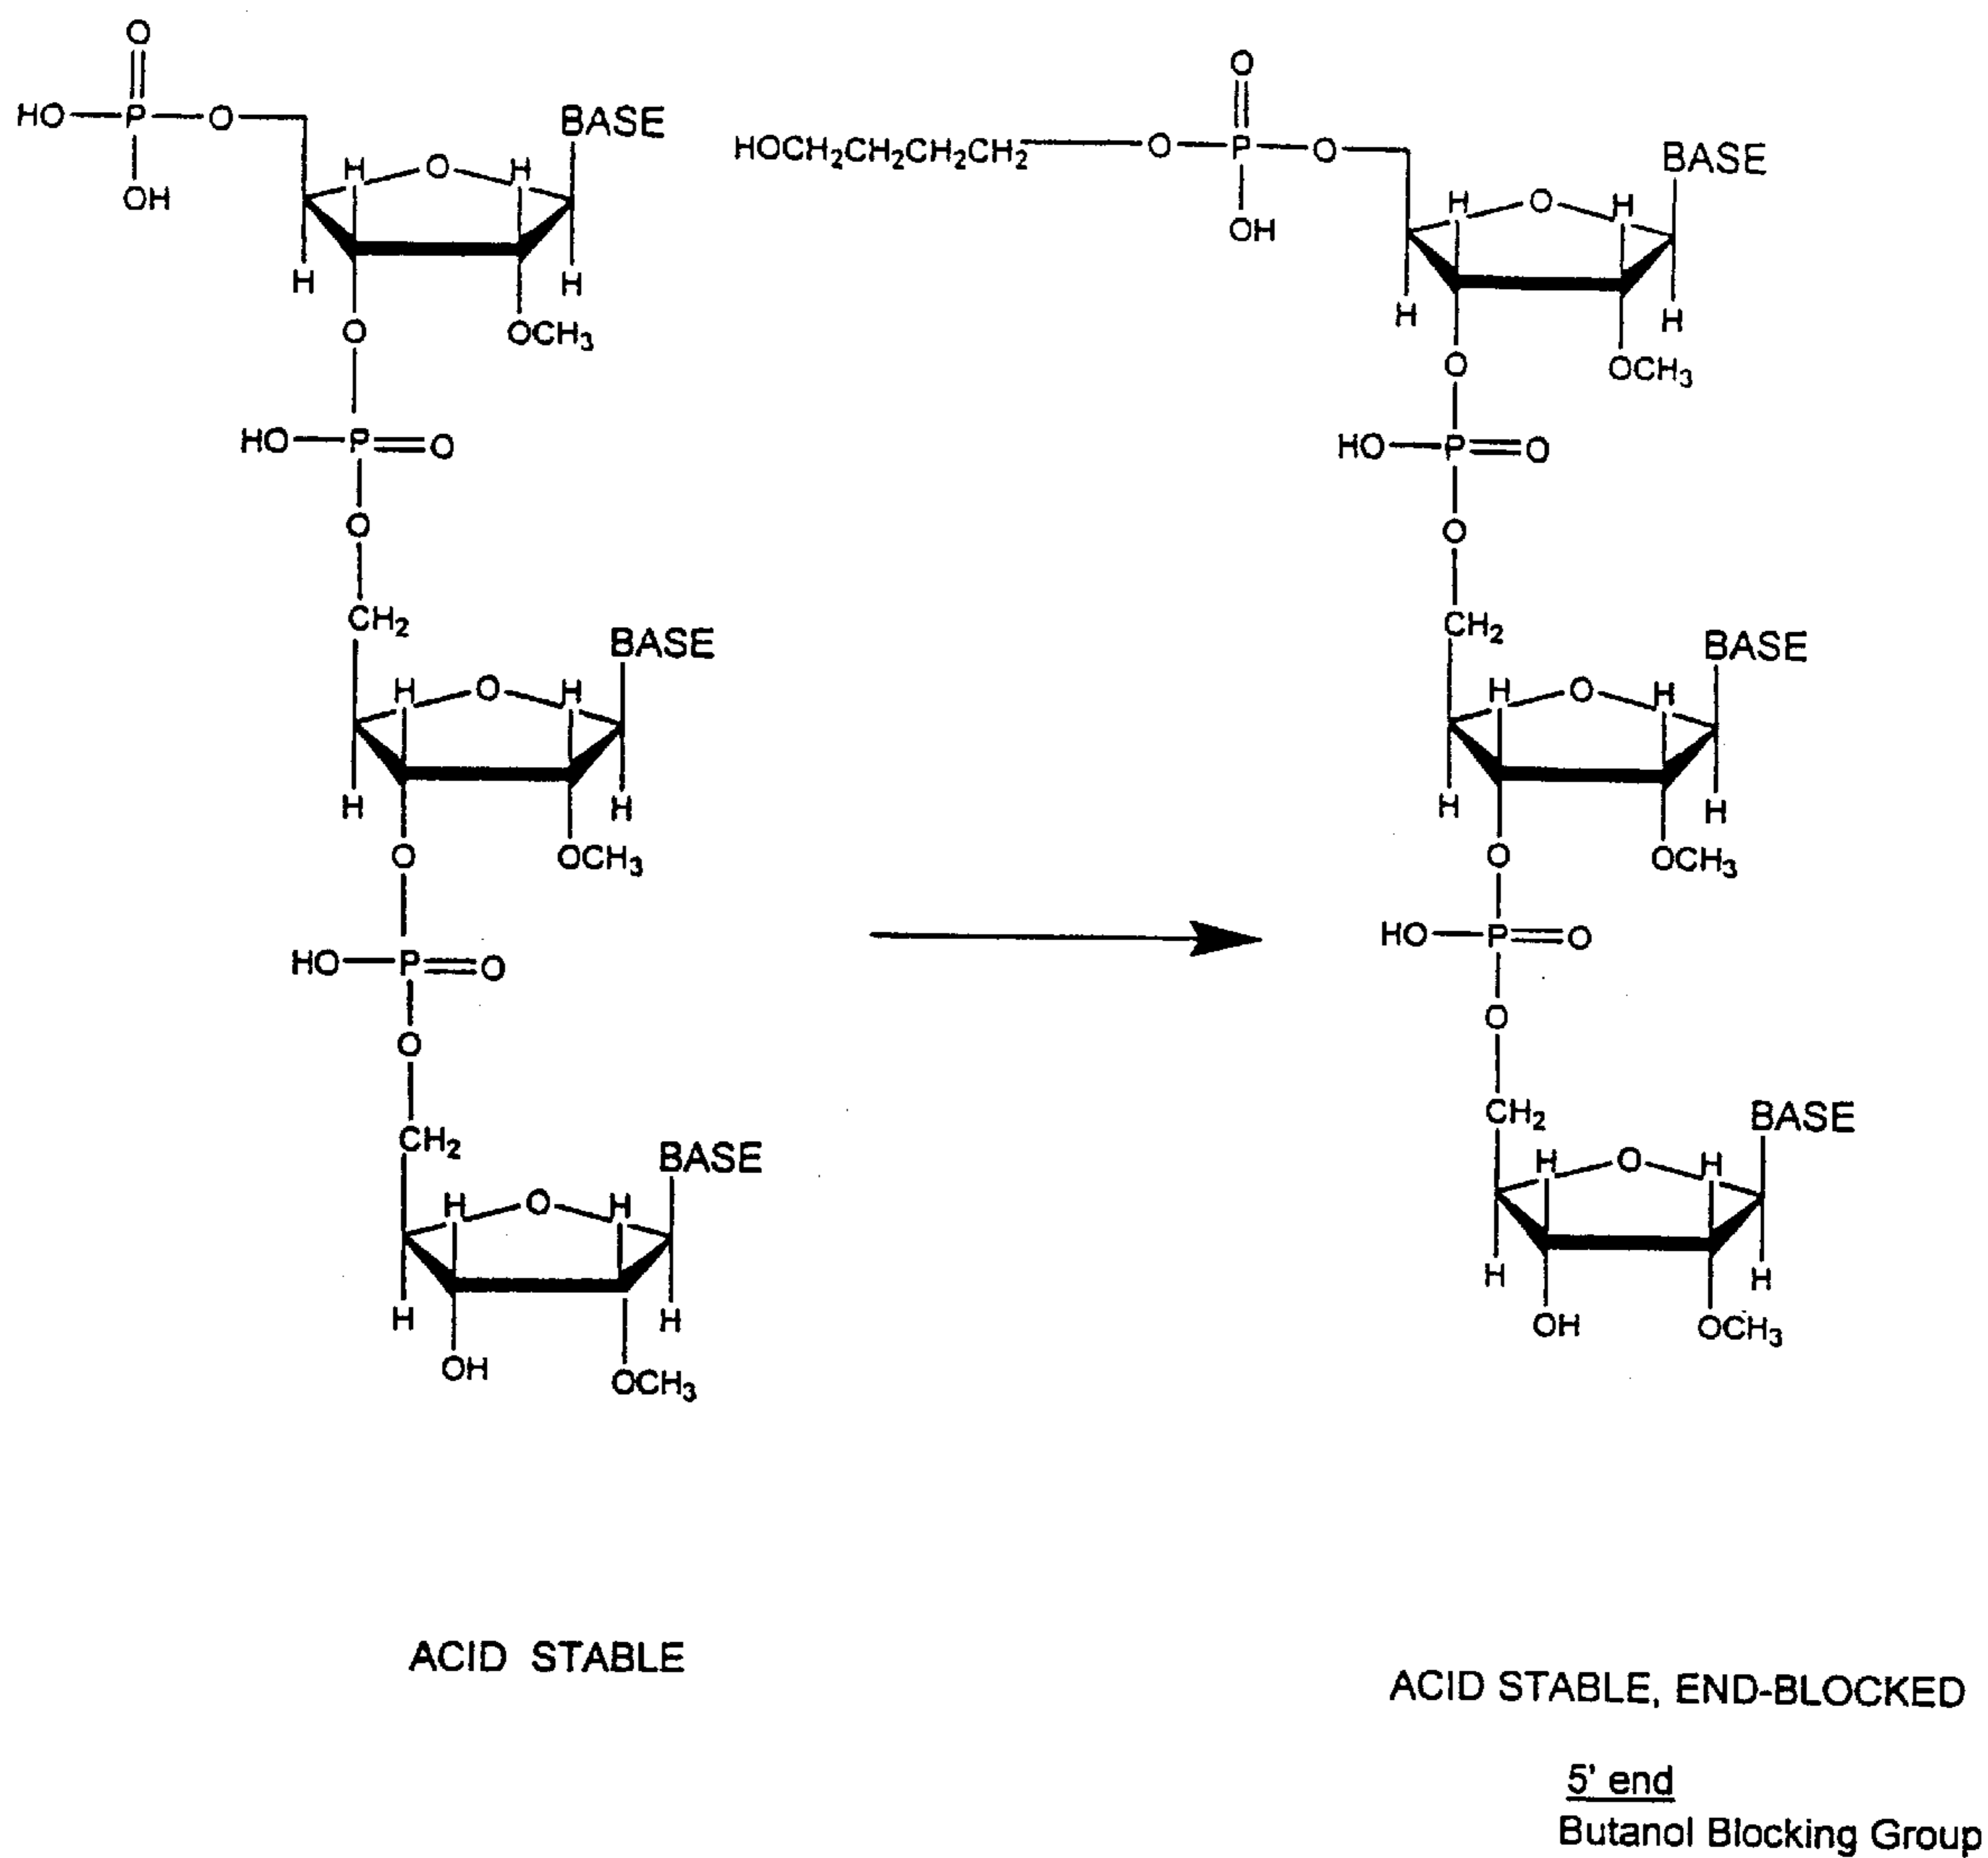 O
HO P O BASE
OH
H O H
H H
O OCH3
HO P O
O
CH2
BASE
H O H
H H
O OCH3
HO P O
O
CH2
BASE
H O H
H H
OH OCH3
ACID STABLE
O
HOCH2CH2CH2CH2 O P O BASE
OH
H O H
H H
O OCH3
HO P O
O
CH2
BASE
H O H
H H
O OCH3
HO P O
O
CH2
BASE
H O H
H H
OH OCH3
ACID STABLE, END-BLOCKED
5' end
Butanol Blocking Group